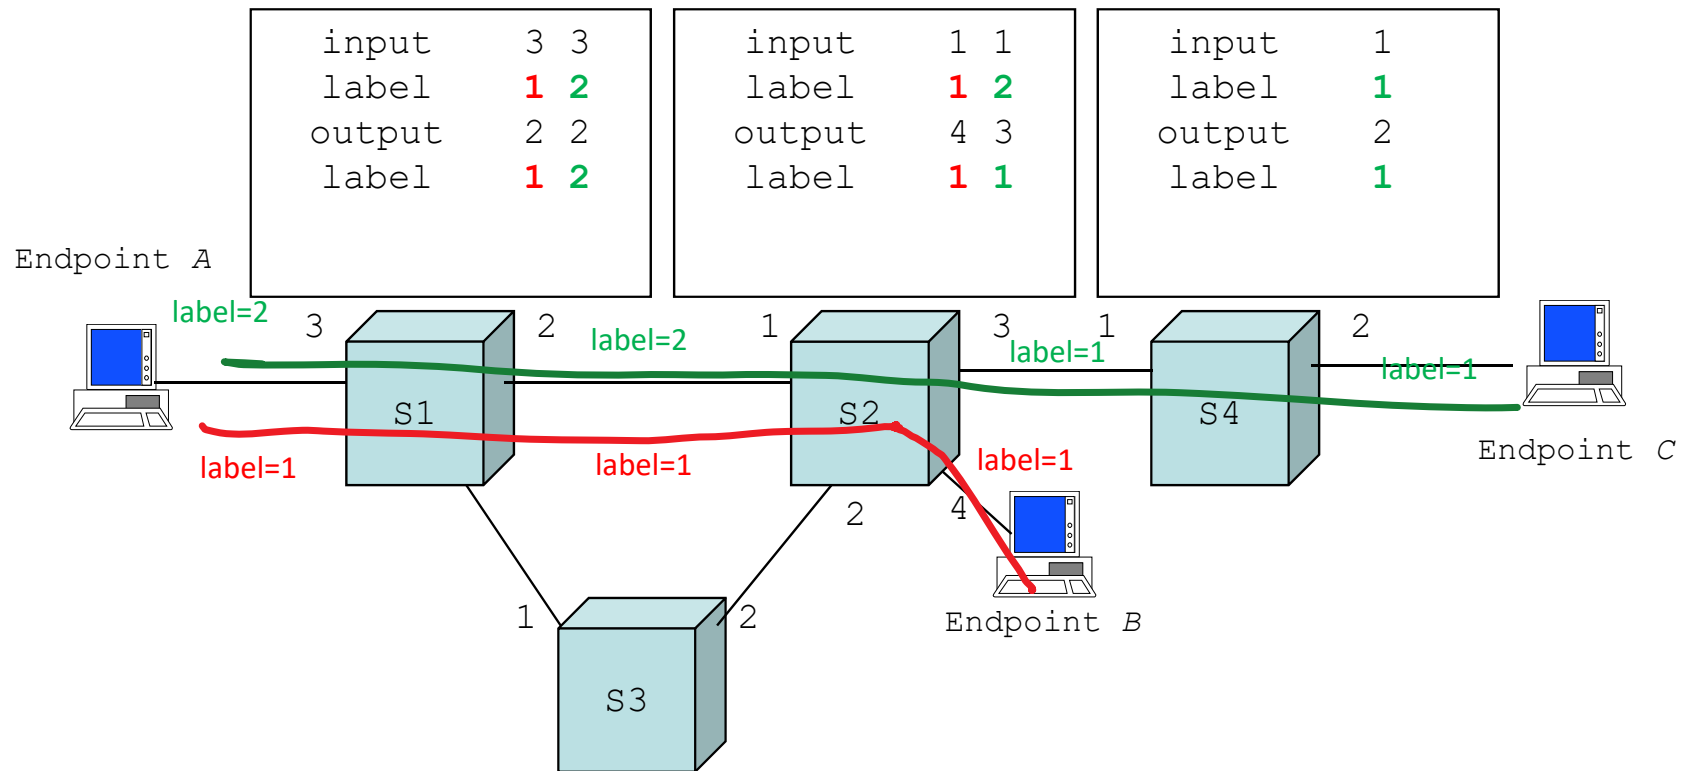 input 3 3
label 1 2
output 2 2
label 1 2
input 1 1
label 1 2
output 4 3
label 1 1
input 1
label 1
output 2
label 1
Endpoint A
label=2
3
2
label=2
1
3
label=1
1
2
label=1
S1
S2
S4
Endpoint C
label=1
label=1
label=1
2
4
Endpoint B
1
2
S3